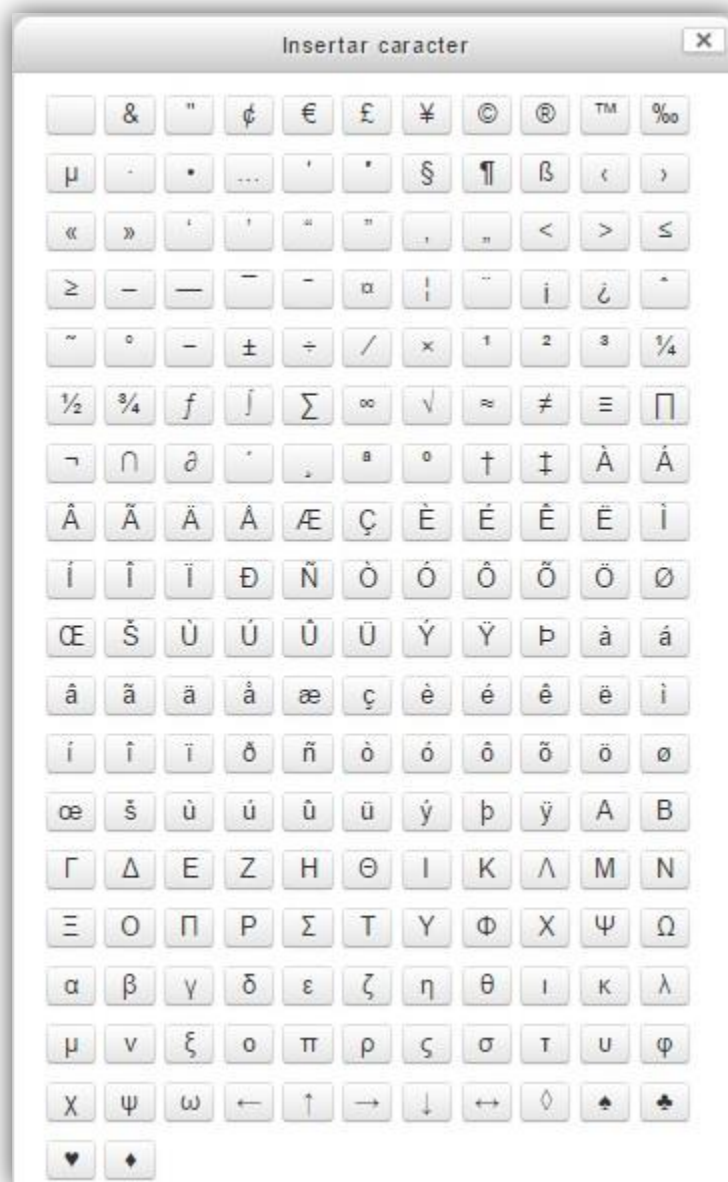 Insertar caracter ×
& " ¢ € £ ¥ © ® ™ ‰
µ · • … ′ ″ § ¶ ß ‹ ›
« » ‘ ’ “ ” ‚ „ < > ≤
≥ – — ¯ ‾ ¤ ¦ ¨ ¡ ¿ ˆ
˜ ° − ± ÷ ⁄ × ¹ ² ³ ¼
½ ¾ ƒ ∫ ∑ ∞ √ ≈ ≠ ≡ ∏
¬ ∩ ∂ ´ ¸ ª º † ‡ À Á
Â Ã Ä Å Æ Ç È É Ê Ë Ì
Í Î Ï Ð Ñ Ò Ó Ô Õ Ö Ø
Œ Š Ù Ú Û Ü Ý Ÿ Þ à á
â ã ä å æ ç è é ê ë ì
í î ï ð ñ ò ó ô õ ö ø
œ š ù ú û ü ý þ ÿ Α Β
Γ Δ Ε Ζ Η Θ Ι Κ Λ Μ Ν
Ξ Ο Π Ρ Σ Τ Υ Φ Χ Ψ Ω
α β γ δ ε ζ η θ ι κ λ
μ ν ξ ο π ρ ς σ τ υ φ
χ ψ ω ← ↑ → ↓ ↔ ◊ ♠ ♣
♥ ♦